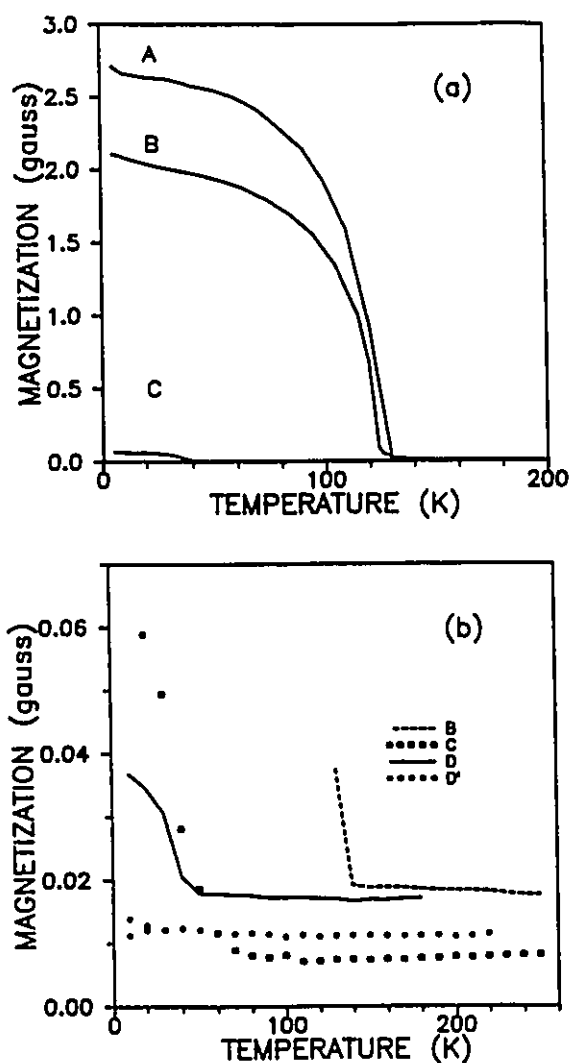 3.0
A
(a)
2.5
B
2.0
1.5
1.0
C
0.5
0.0
100
200
MAGNETIZATION (gauss)
TEMPERATURE (K)
(b)
0.06
B
C
D
D'
0.04
0.02
0.00
0
100
200
MAGNETIZATION (gauss)
TEMPERATURE (K)